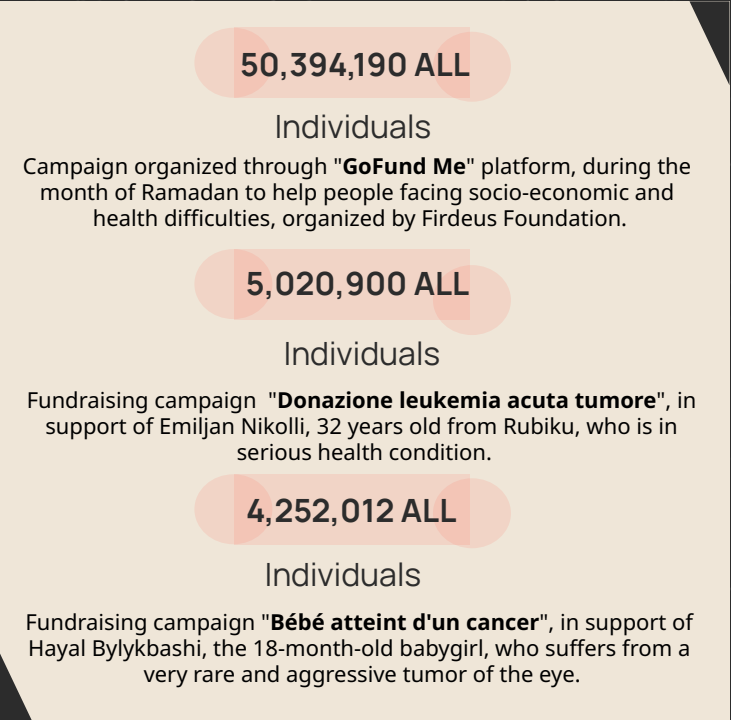 50,394,190 ALL
Individuals
Campaign organized through "GoFund Me" platform, during the
month of Ramadan to help people facing socio-economic and
health difficulties, organized by Firdeus Foundation.
5,020,900 ALL
Individuals
Fundraising campaign  "Donazione leukemia acuta tumore", in
support of Emiljan Nikolli, 32 years old from Rubiku, who is in
serious health condition.
4,252,012 ALL
Individuals
Fundraising campaign "Bébé atteint d'un cancer", in support of
Hayal Bylykbashi, the 18-month-old babygirl, who suffers from a
very rare and aggressive tumor of the eye.